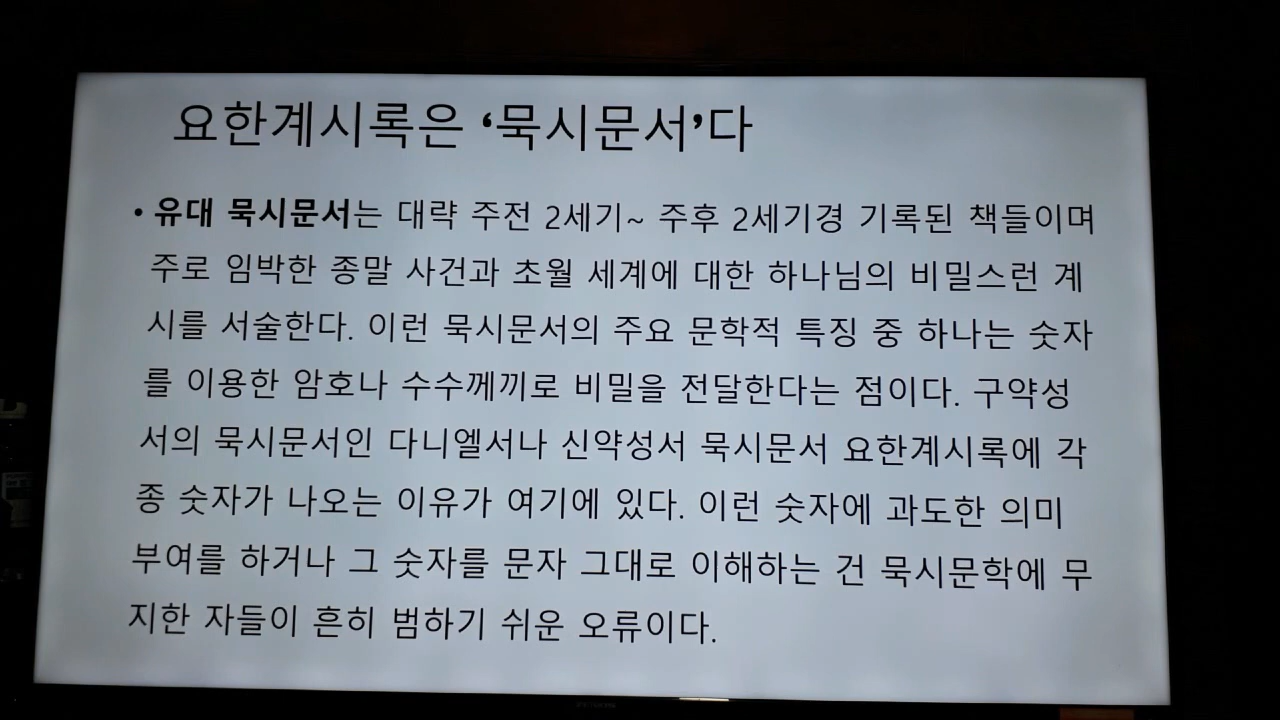 요한계시록은 ‘묵시문서’다
• 유대 묵시문서는 대략 주전 2세기~ 주후 2세기경 기록된 책들이며
주로 임박한 종말 사건과 초월 세계에 대한 하나님의 비밀스런 계
시를 서술한다. 이런 묵시문서의 주요 문학적 특징 중 하나는 숫자
를 이용한 암호나 수수께끼로 비밀을 전달한다는 점이다. 구약성
서의 묵시문서인 다니엘서나 신약성서 묵시문서 요한계시록에 각
종 숫자가 나오는 이유가 여기에 있다. 이런 숫자에 과도한 의미
부여를 하거나 그 숫자를 문자 그대로 이해하는 건 묵시문학에 무
지한 자들이 흔히 범하기 쉬운 오류이다.